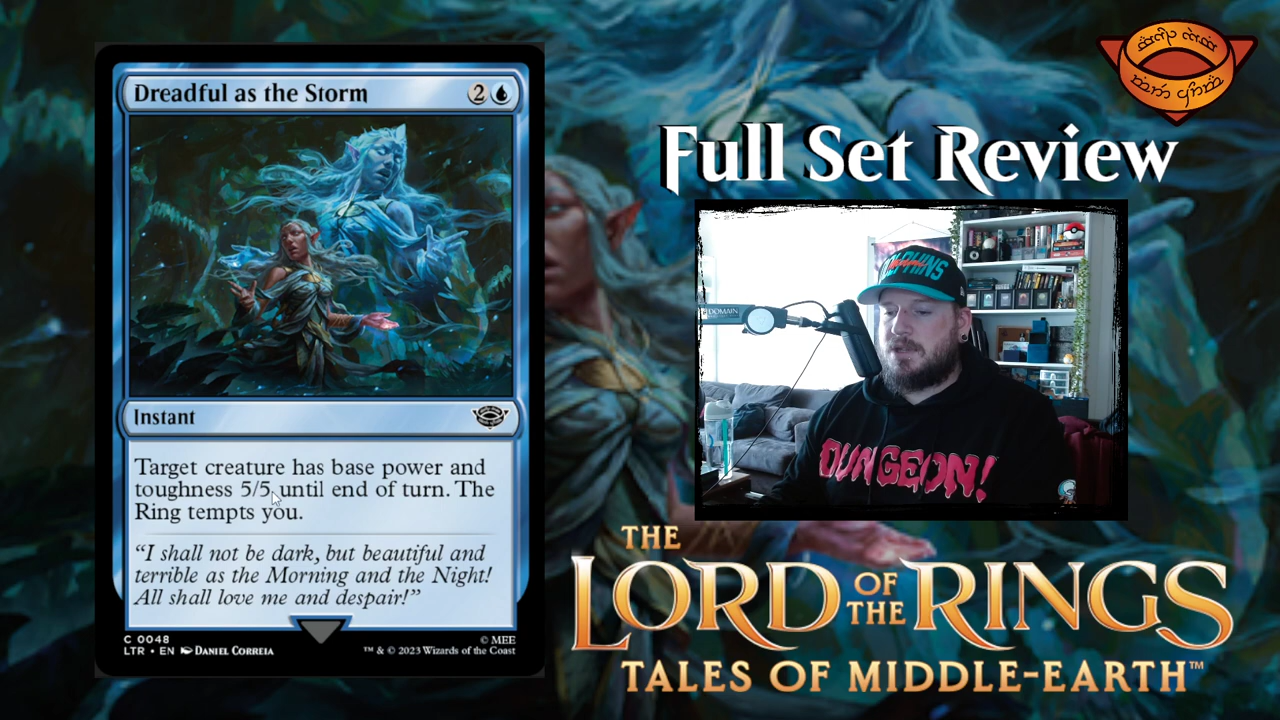 Dreadful as the Storm 2
Instant
Target creature has base power and
toughness 5/5 until end of turn. The
Ring tempts you.
“I shall not be dark, but beautiful and
terrible as the Morning and the Night!
All shall love me and despair!”
C 0048
LTR • EN Daniel Correia
© MEE
™ & © 2023 Wizards of the Coast
Full Set Review
DOLPHINS
DOMAIN
DUNGEON!
THE
LORD OF THE RINGS
TALES OF MIDDLE-EARTH™